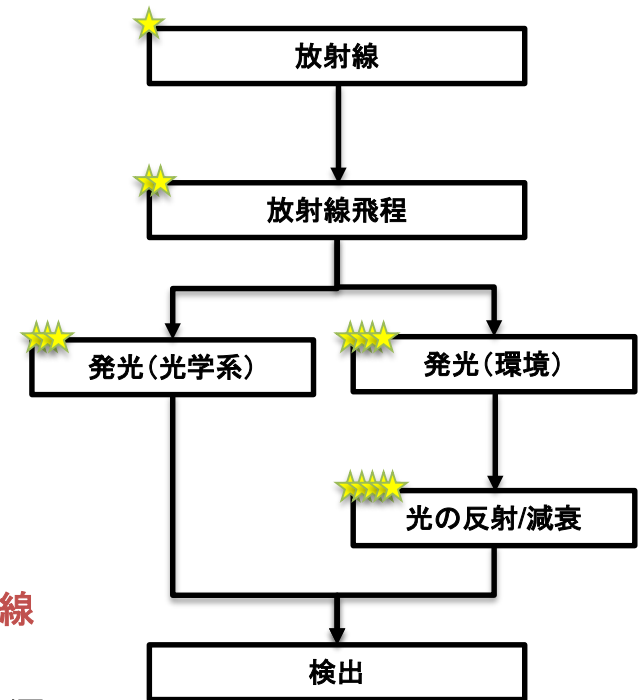 放射線
放射線飛程
発光（光学系）
発光（環境）
光の反射/減衰
線
検出